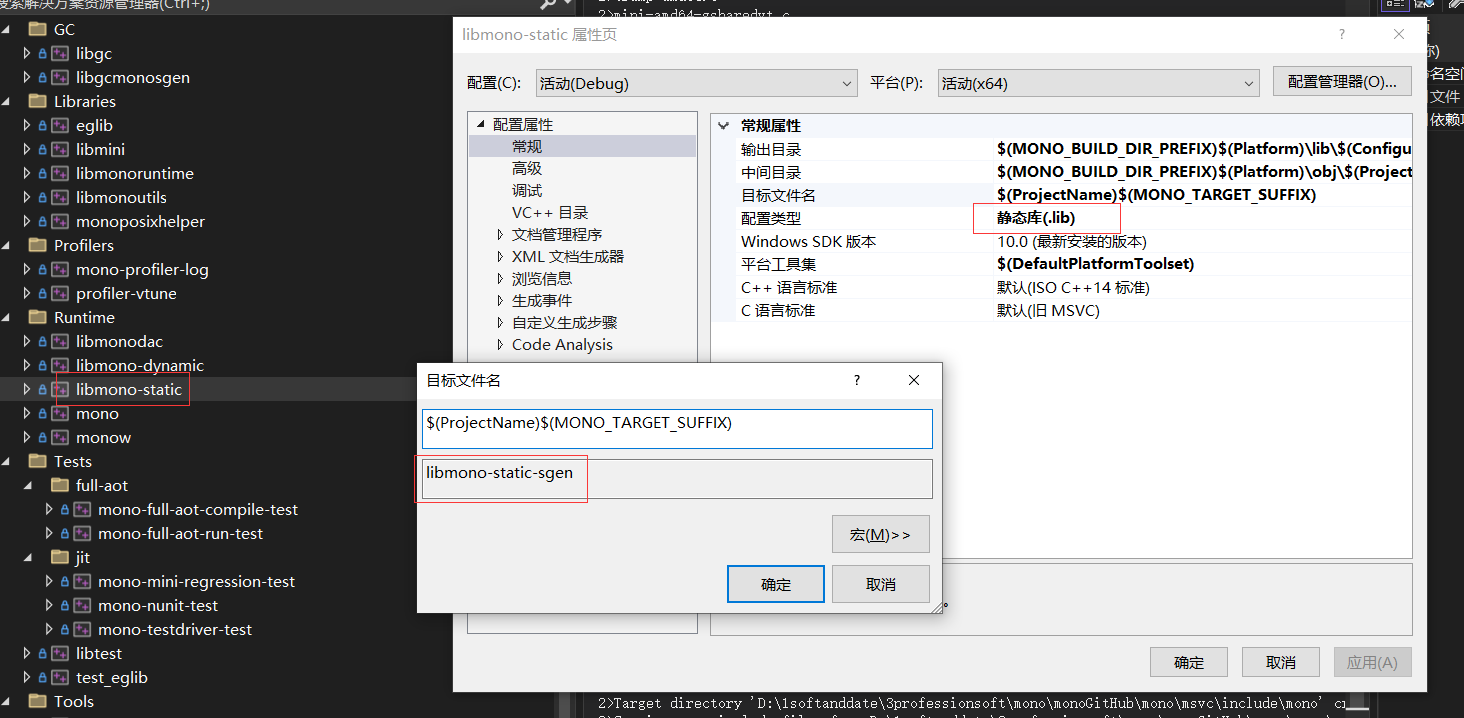 搜索解决方案资源管理器(Ctrl+;)
GC
libgc
libgcmonosgen
Libraries
eglib
libmini
libmonoruntime
libmonoutils
monoposixhelper
Profilers
mono-profiler-log
profiler-vtune
Runtime
libmonodac
libmono-dynamic
libmono-static
mono
monow
Tests
full-aot
mono-full-aot-compile-test
mono-full-aot-run-test
jit
mono-mini-regression-test
mono-nunit-test
mono-testdriver-test
libtest
test_eglib
Tools
2>mini-amd64-gsharedvt.c
libmono-static 属性页
?
配置(C):
活动(Debug)
平台(P):
活动(x64)
配置管理器(O)...
配置属性
常规
高级
调试
VC++ 目录
文档管理程序
XML 文档生成器
浏览信息
生成事件
自定义生成步骤
Code Analysis
常规属性
输出目录 $(MONO_BUILD_DIR_PREFIX)$(Platform)\lib\$(Configu
中间目录 $(MONO_BUILD_DIR_PREFIX)$(Platform)\obj\$(Project
目标文件名 $(ProjectName)$(MONO_TARGET_SUFFIX)
配置类型 静态库(.lib)
Windows SDK 版本 10.0 (最新安装的版本)
平台工具集 $(DefaultPlatformToolset)
C++ 语言标准 默认(ISO C++14 标准)
C 语言标准 默认(旧 MSVC)
目标文件名
?
$(ProjectName)$(MONO_TARGET_SUFFIX)
libmono-static-sgen
宏(M)>>
确定
取消
确定
取消
应用(A)
名空间
文件
依赖项
2>Target directory 'D:\1softanddate\3professionsoft\mono\monoGitHub\mono\msvc\include\mono' cr